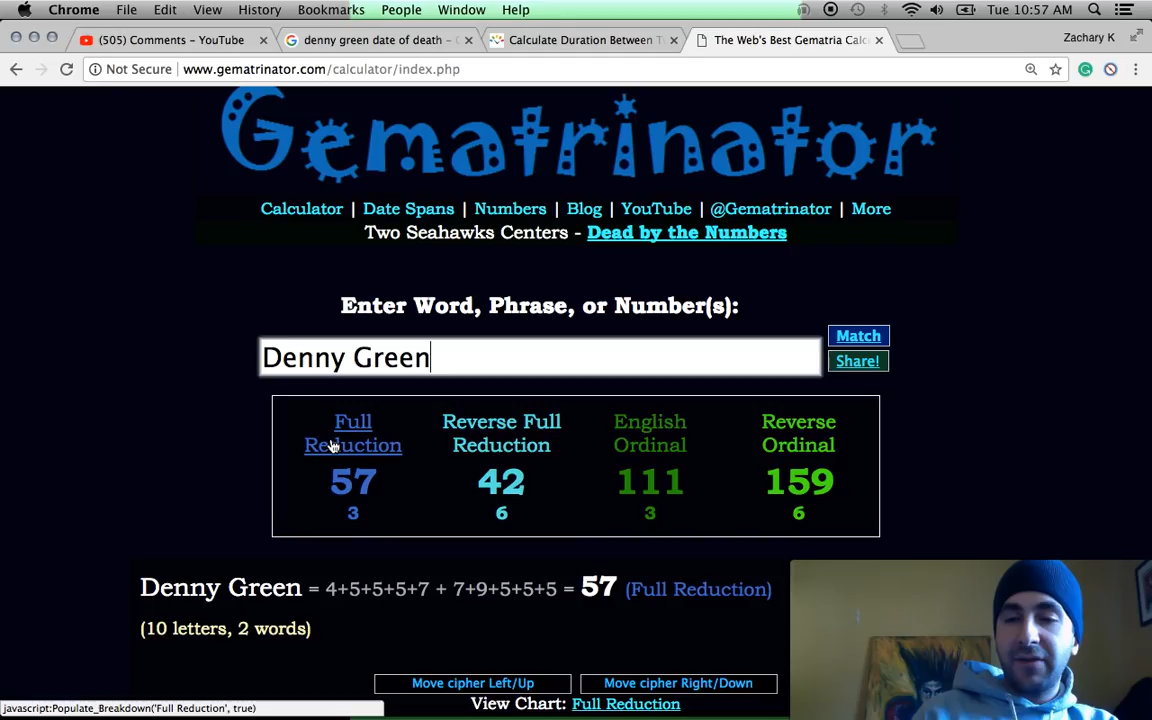 Chrome File Edit View History Bookmarks People Window Help Tue 10:57 AM
(505) Comments - YouTube denny green date of death - Calculate Duration Between Tw The Web's Best Gematria Calc Zachary K
Not Secure www.gematrinator.com/calculator/index.php
Gematrinator
Calculator | Date Spans | Numbers | Blog | YouTube | @Gematrinator | More
Two Seahawks Centers - Dead by the Numbers
Enter Word, Phrase, or Number(s):
Match
Denny Green
Share!
Full Reverse Full English Reverse
Reduction Reduction Ordinal Ordinal
57 42 111 159
3 6 3 6
Denny Green = 4+5+5+5+7 + 7+9+5+5+5 = 57 (Full Reduction)
(10 letters, 2 words)
Move cipher Left/Up Move cipher Right/Down
View Chart: Full Reduction
javascript:Populate_Breakdown('Full Reduction', true)